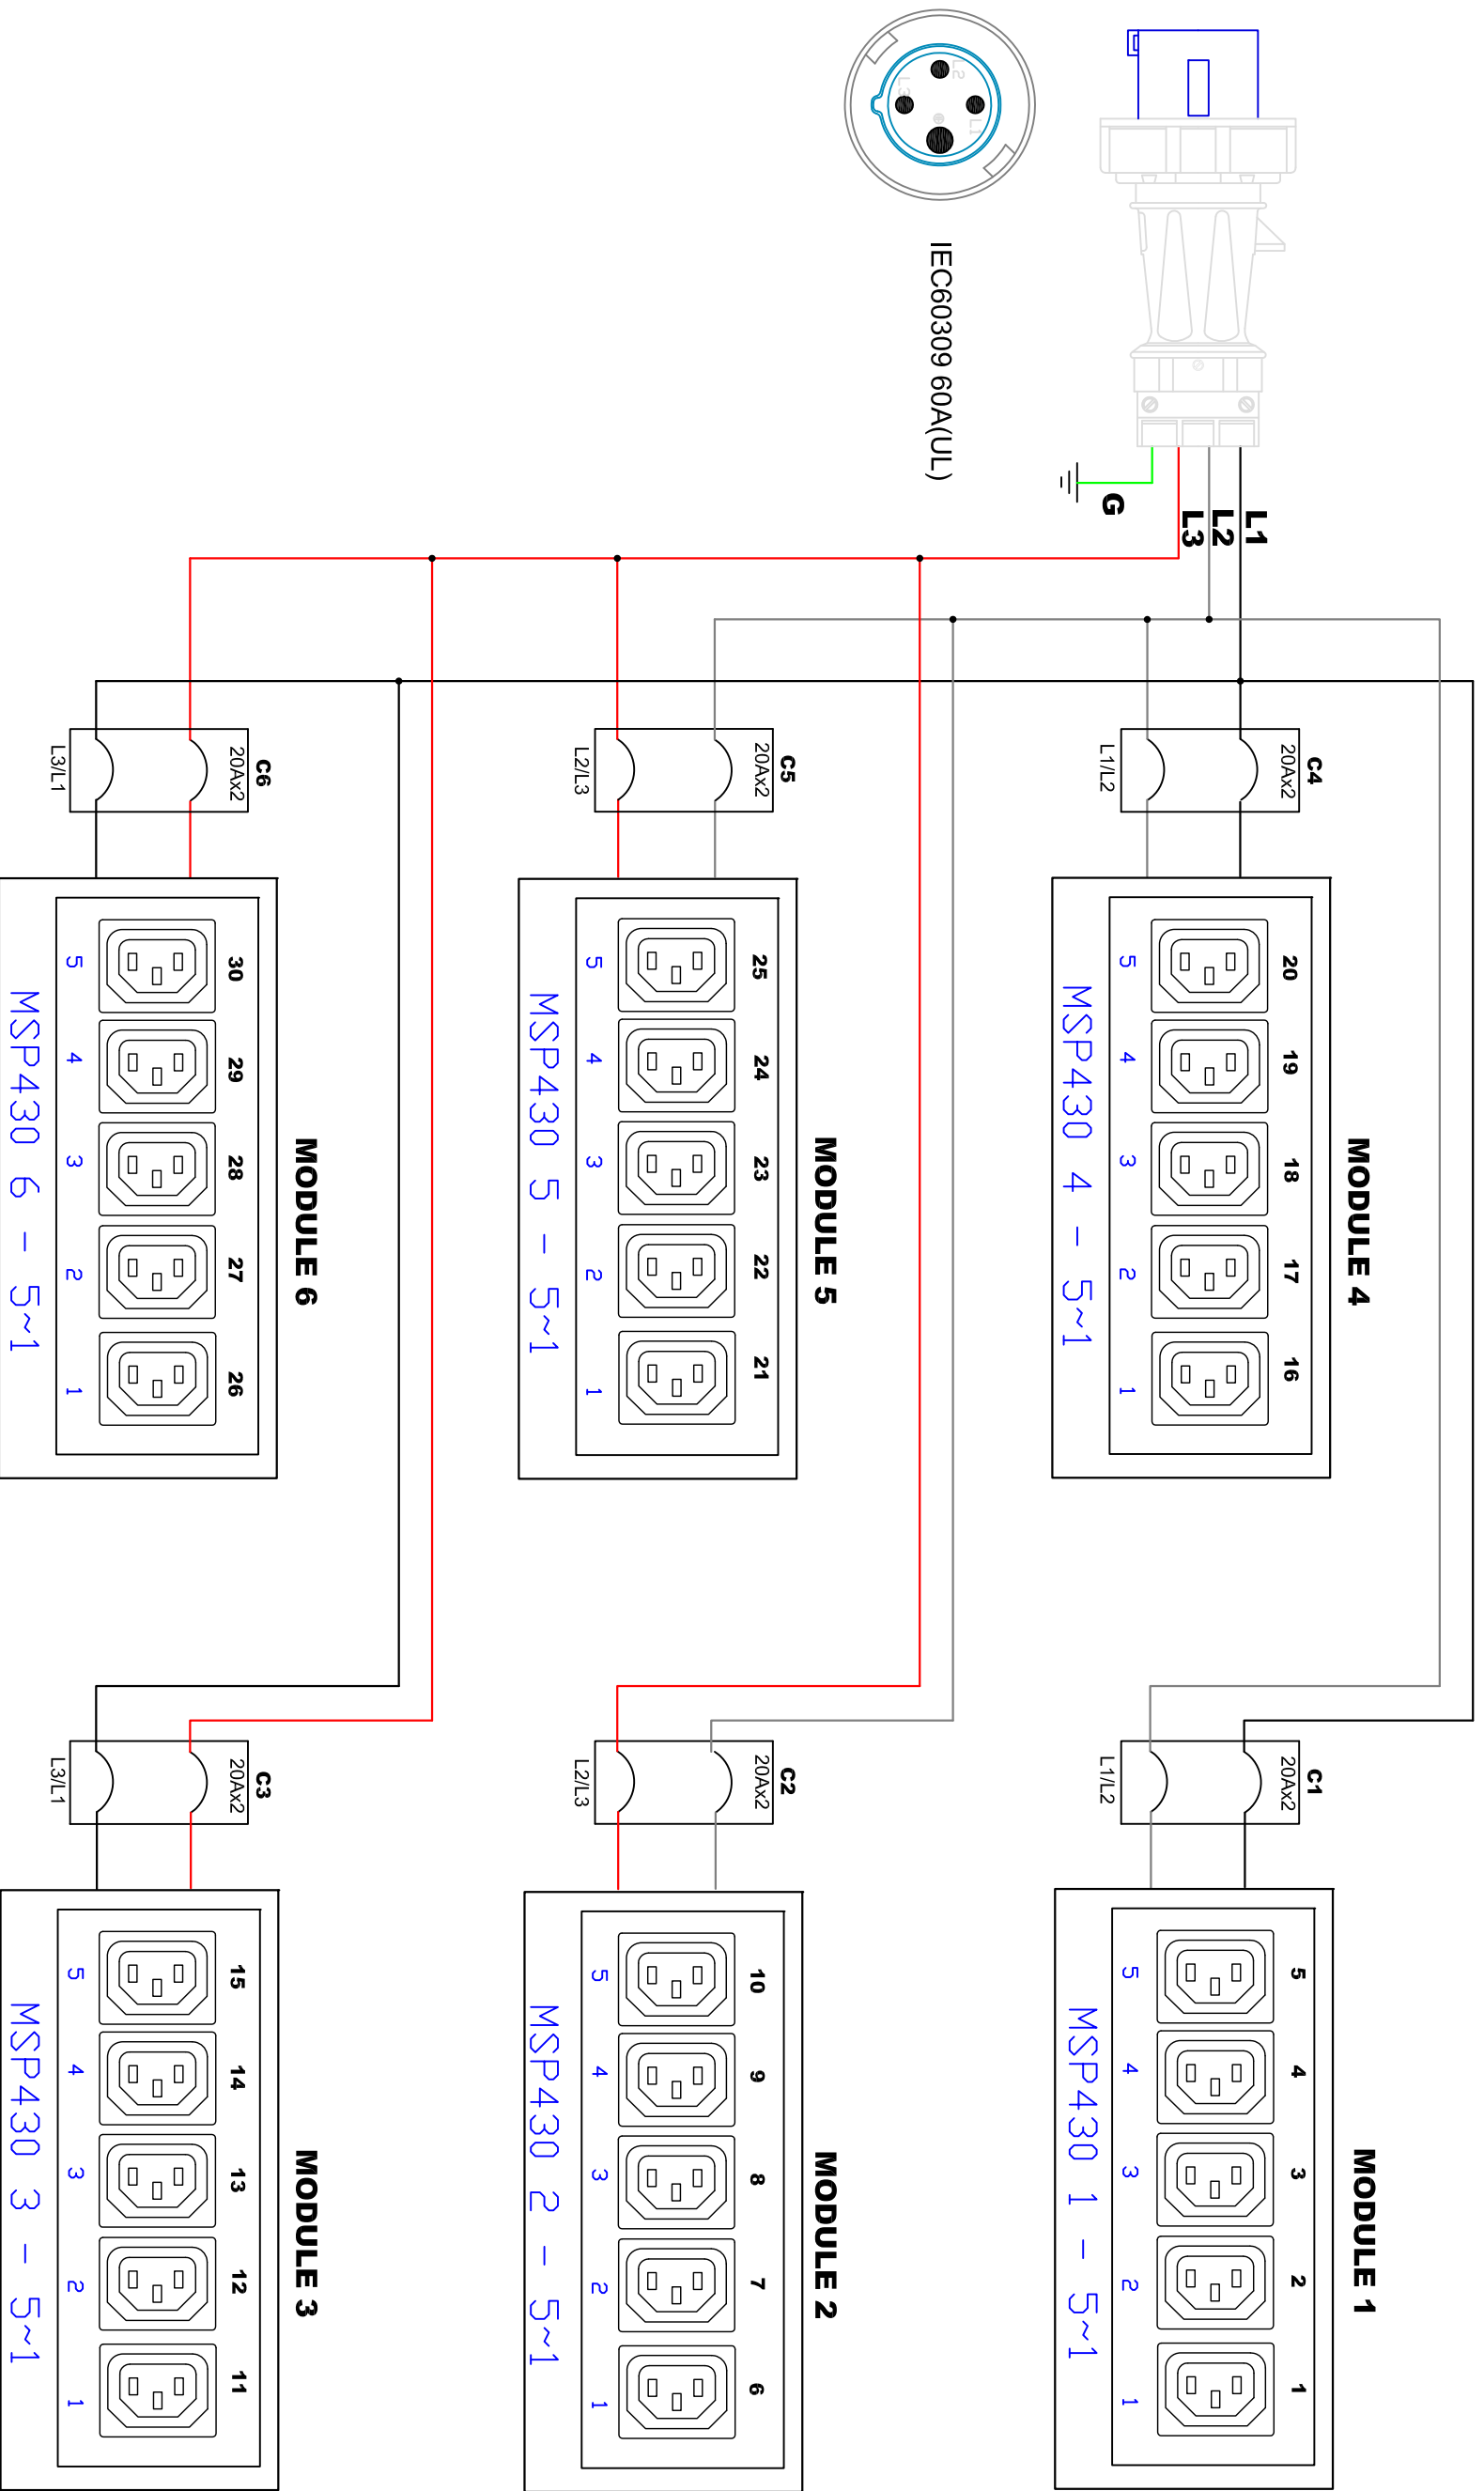 L1
L2
L3
G
IEC60309 60A(UL)
L1
L2
L3
C4
20Ax2
L1/L2
C5
20Ax2
L2/L3
C6
20Ax2
L3/L1
MODULE 4
20 19 18 17 16
5 4 3 2 1
MSP430 4 - 5~1
MODULE 5
25 24 23 22 21
5 4 3 2 1
MSP430 5 - 5~1
MODULE 6
30 29 28 27 26
5 4 3 2 1
MSP430 6 - 5~1
C1
20Ax2
L1/L2
C2
20Ax2
L2/L3
C3
20Ax2
L3/L1
MODULE 1
5 4 3 2 1
5 4 3 2 1
MSP430 1 - 5~1
MODULE 2
10 9 8 7 6
5 4 3 2 1
MSP430 2 - 5~1
MODULE 3
15 14 13 12 11
5 4 3 2 1
MSP430 3 - 5~1